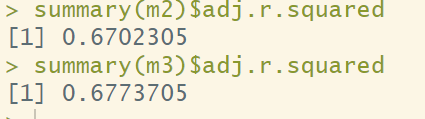 > summary(m2)$adj.r.squared
[1] 0.6702305
> summary(m3)$adj.r.squared
[1] 0.6773705
>